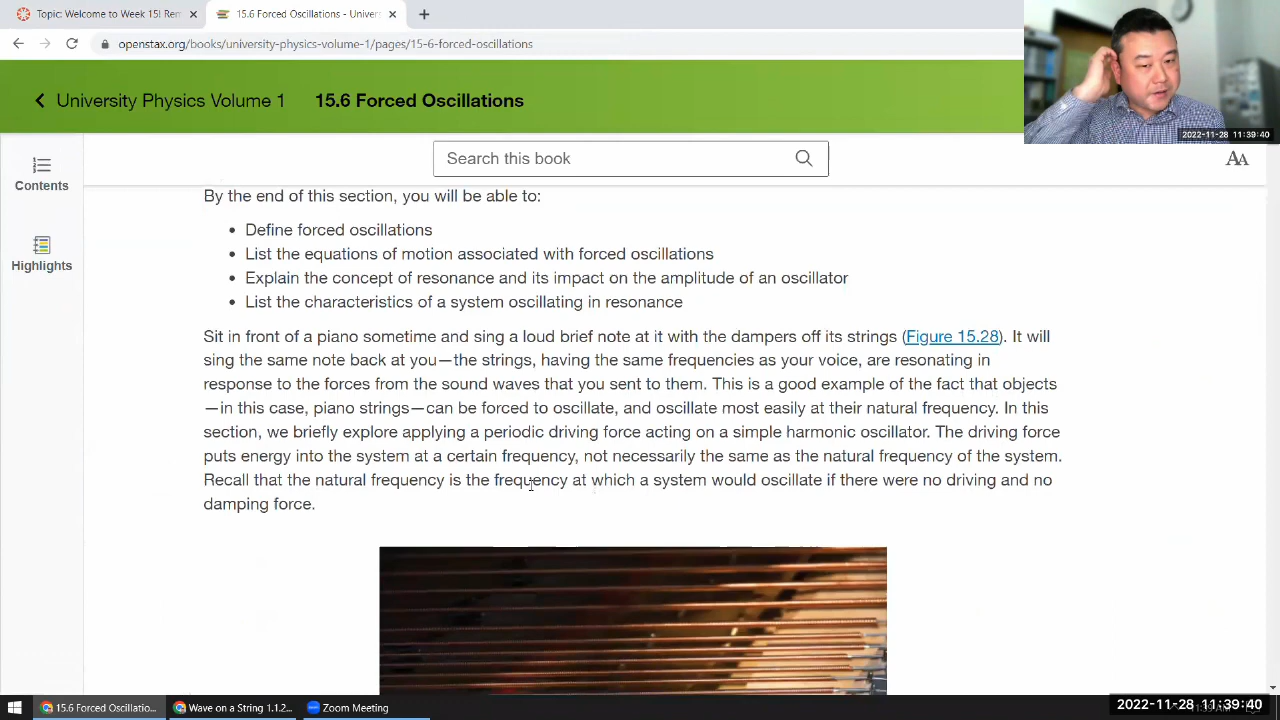 Topic: Welcome to Week 15! Rem
15.6 Forced Oscillations - Univer
openstax.org/books/university-physics-volume-1/pages/15-6-forced-oscillations
University Physics Volume 1
15.6 Forced Oscillations
2022-11-28 11:39:40
Search this book
AA
Contents
Highlights
By the end of this section, you will be able to:
• Define forced oscillations
• List the equations of motion associated with forced oscillations
• Explain the concept of resonance and its impact on the amplitude of an oscillator
• List the characteristics of a system oscillating in resonance
Sit in front of a piano sometime and sing a loud brief note at it with the dampers off its strings (Figure 15.28). It will
sing the same note back at you—the strings, having the same frequencies as your voice, are resonating in
response to the forces from the sound waves that you sent to them. This is a good example of the fact that objects
—in this case, piano strings—can be forced to oscillate, and oscillate most easily at their natural frequency. In this
section, we briefly explore applying a periodic driving force acting on a simple harmonic oscillator. The driving force
puts energy into the system at a certain frequency, not necessarily the same as the natural frequency of the system.
Recall that the natural frequency is the frequency at which a system would oscillate if there were no driving and no
damping force.
15.6 Forced Oscillatio...
Wave on a String 1.1.2...
Zoom Meeting
2022-11-28 11:39:40